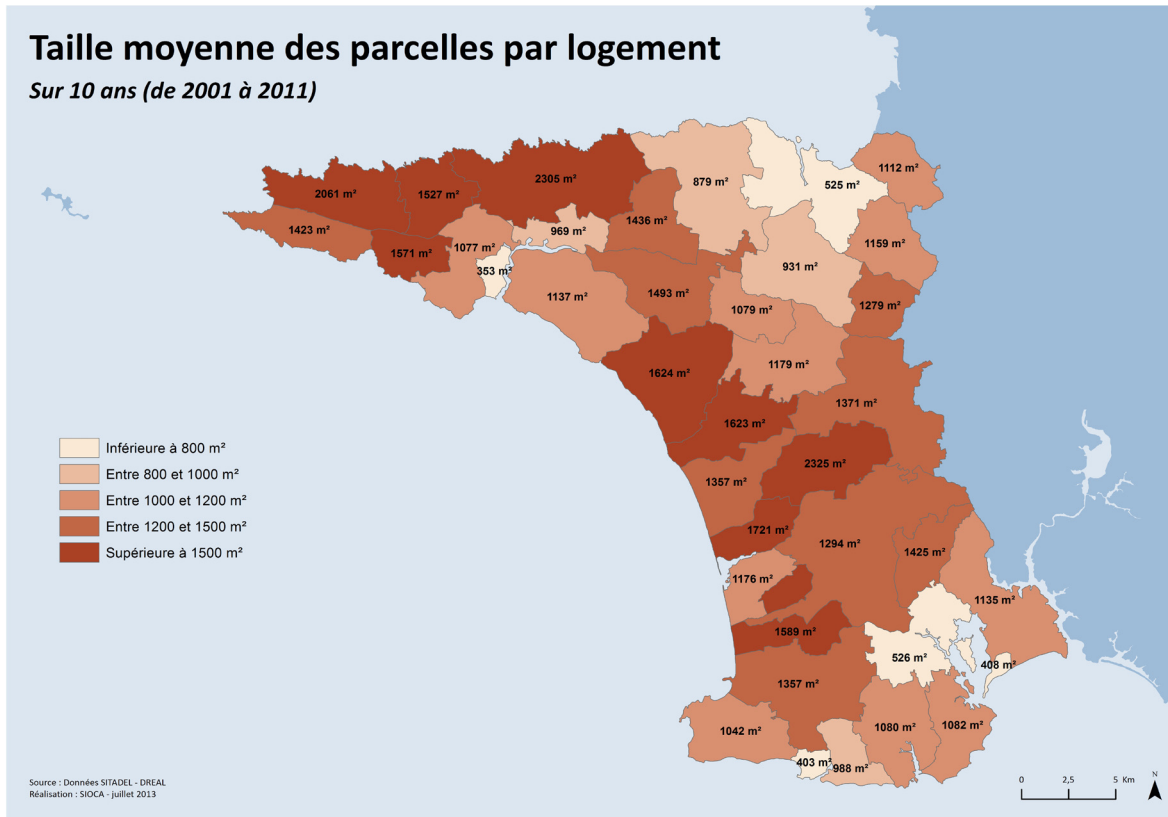 Taille moyenne des parcelles par logement
Sur 10 ans (de 2001 à 2011)
1112 m²
879 m²
525 m²
2305 m²
2061 m²
1527 m²
1436 m²
1423 m²
969 m²
1077 m²
1159 m²
1571 m²
353 m²
931 m²
1137 m²
1493 m²
1079 m²
1279 m²
1179 m²
1624 m²
1371 m²
1623 m²
2325 m²
1357 m²
1721 m²
1294 m²
1425 m²
1176 m²
1135 m²
1589 m²
526 m²
408 m²
1357 m²
1042 m²
1080 m²
1082 m²
403 m²
988 m²
Inférieure à 800 m²
Entre 800 et 1000 m²
Entre 1000 et 1200 m²
Entre 1200 et 1500 m²
Supérieure à 1500 m²
Source : Données SITADEL - DREAL
Réalisation : SIOCA - juillet 2013
0 2,5 5 Km
N